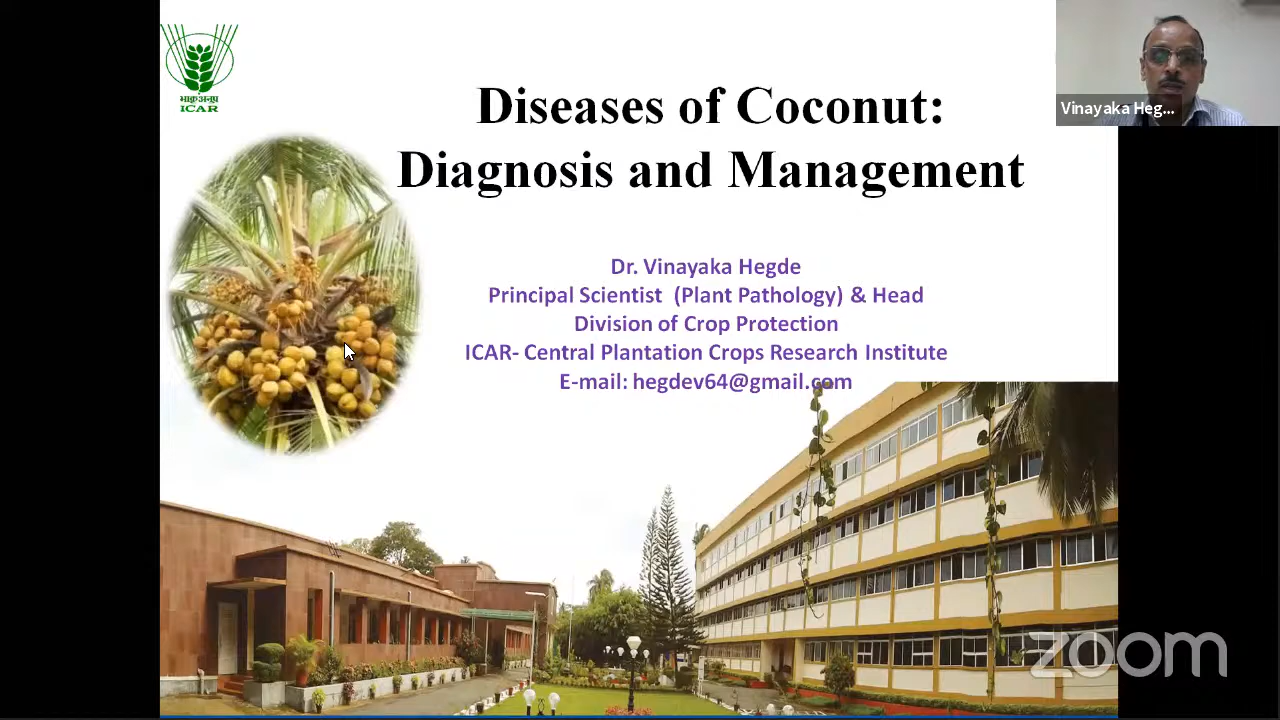 भाकृअनुप
ICAR
Diseases of Coconut:
Diagnosis and Management
Vinayaka Heg...
Dr. Vinayaka Hegde
Principal Scientist (Plant Pathology) & Head
Division of Crop Protection
ICAR- Central Plantation Crops Research Institute
E-mail: hegdev64@gmail.com
zoom